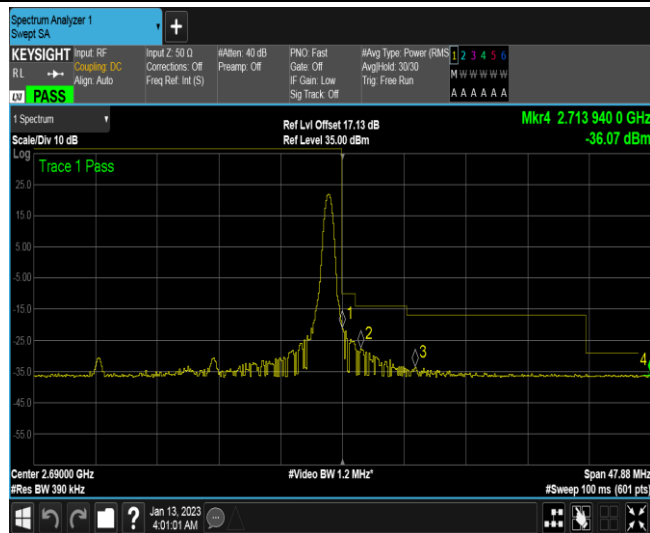 Spectrum Analyzer 1
Swept SA
+
KEYSIGHT Input: RF
RL Coupling: DC
Align: Auto
LXI PASS
Input Z: 50 Ω
Corrections: Off
Freq Ref: Int (S)
#Atten: 40 dB
Preamp: Off
PNO: Fast
Gate: Off
IF Gain: Low
Sig Track: Off
#Avg Type: Power (RMS
Avg|Hold: 30/30
Trig: Free Run
1 2 3 4 5 6
M W W W W W
A A A A A A
1 Spectrum
Scale/Div 10 dB
Ref Lvl Offset 17.13 dB
Ref Level 35.00 dBm
Mkr4 2.713 940 0 GHz
-36.07 dBm
Log
Trace 1 Pass
25.0
15.0
5.00
-5.00
-15.0
-25.0
-35.0
-45.0
-55.0
1
2
3
4
Center 2.69000 GHz
#Res BW 390 kHz
#Video BW 1.2 MHz*
Span 47.88 MHz
#Sweep 100 ms (601 pts)
?
Jan 13, 2023
4:01:01 AM